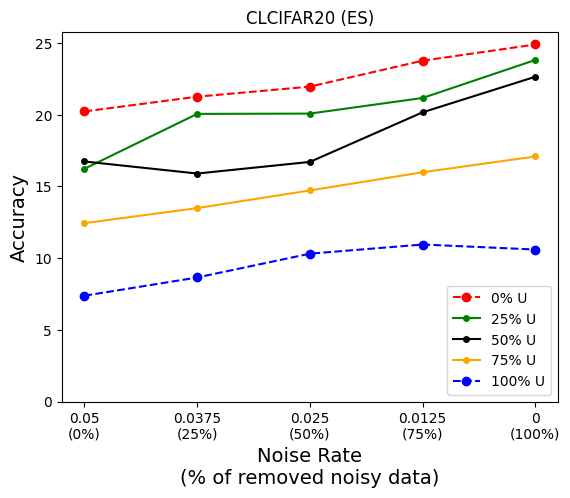 CLCIFAR20 (ES)
Accuracy
25
20
15
10
5
0
0% U
25% U
50% U
75% U
100% U
0.05 0.0375 0.025 0.0125 0
(0%) (25%) (50%) (75%) (100%)
Noise Rate
(% of removed noisy data)